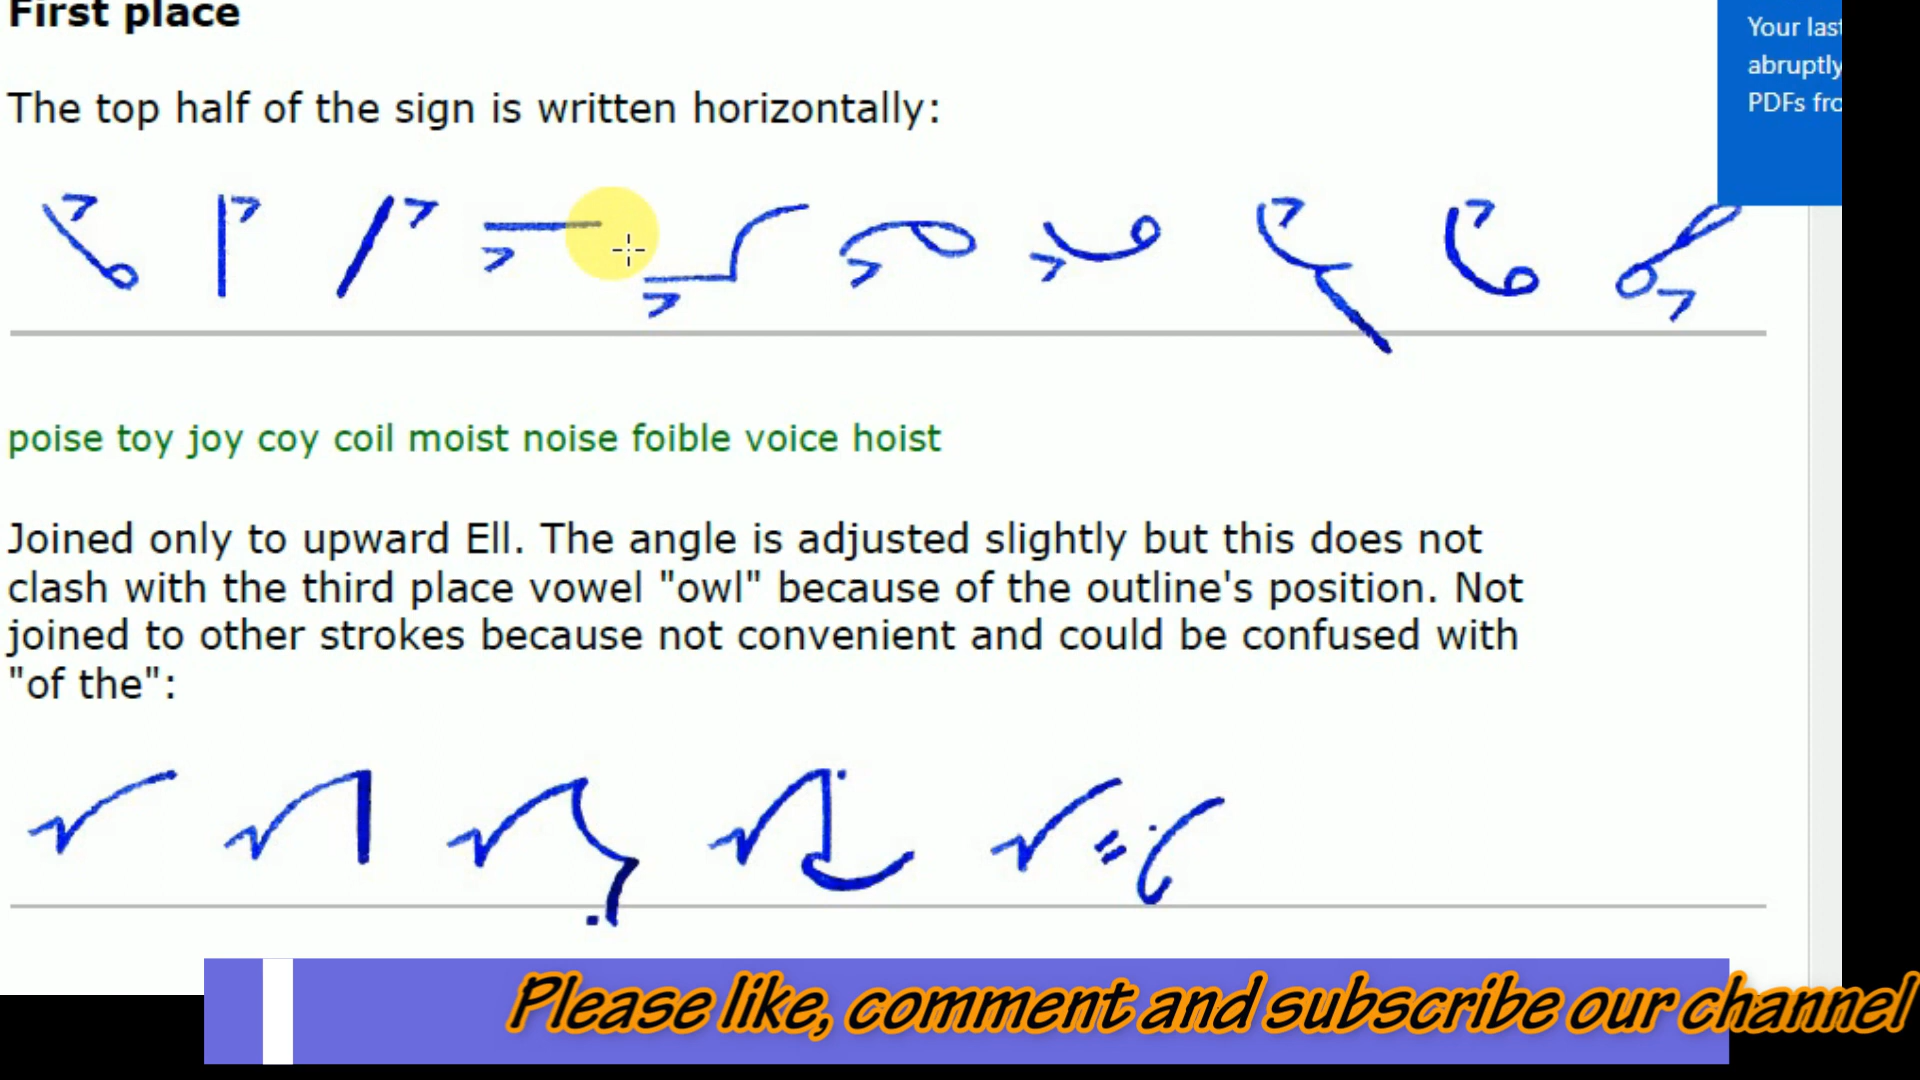 First place
Your last
abruptly
PDFs fro
The top half of the sign is written horizontally:
poise toy joy coy coil moist noise foible voice hoist
Joined only to upward Ell. The angle is adjusted slightly but this does not
clash with the third place vowel "owl" because of the outline's position. Not
joined to other strokes because not convenient and could be confused with
"of the":
Please like, comment and subscribe our channel